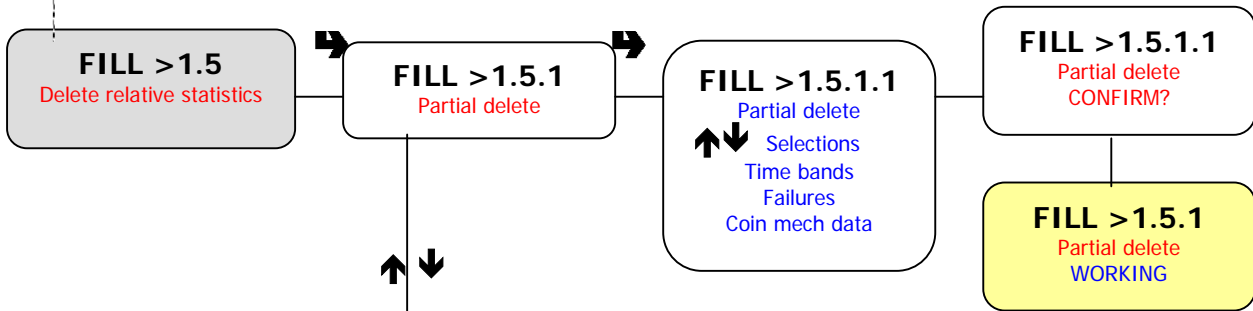 FILL >1.5
Delete relative statistics
FILL >1.5.1
Partial delete
FILL >1.5.1.1
Partial delete
Selections
Time bands
Failures
Coin mech data
FILL >1.5.1.1
Partial delete
CONFIRM?
FILL >1.5.1
Partial delete
WORKING